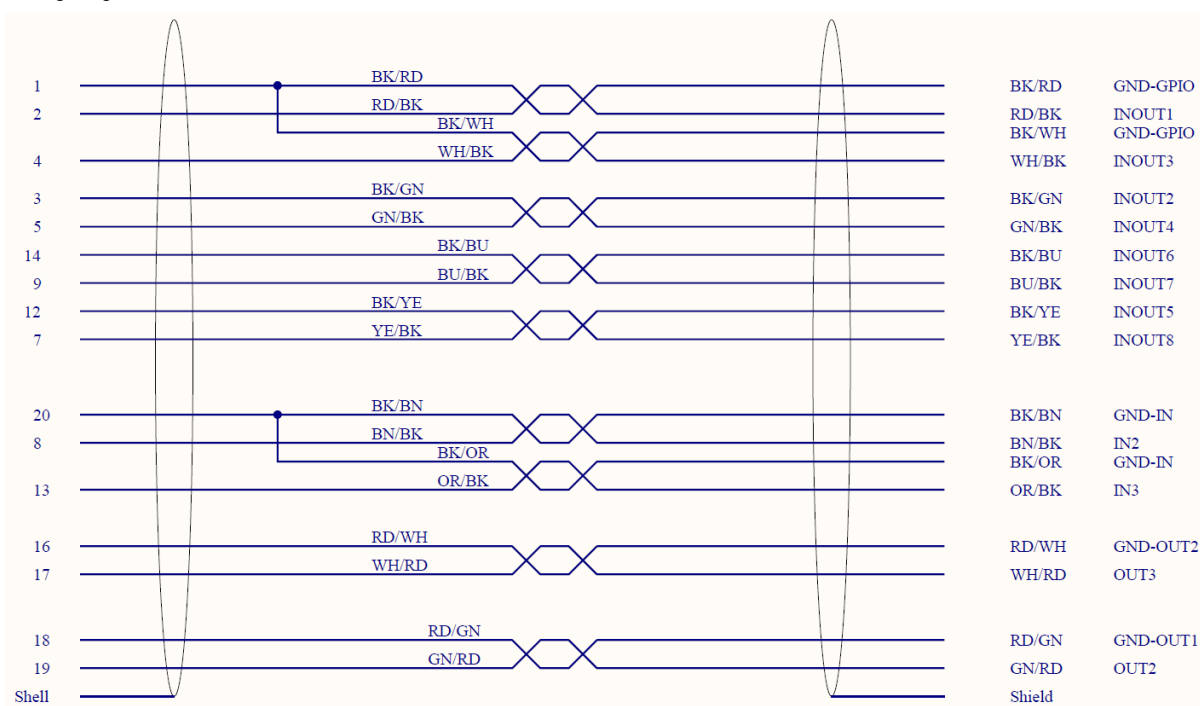 1 BK/RD BK/RD GND-GPIO
2 RD/BK RD/BK INOUT1
BK/WH BK/WH GND-GPIO
4 WH/BK WH/BK INOUT3
3 BK/GN BK/GN INOUT2
5 GN/BK GN/BK INOUT4
14 BK/BU BK/BU INOUT6
9 BU/BK BU/BK INOUT7
12 BK/YE BK/YE INOUT5
7 YE/BK YE/BK INOUT8
20 BK/BN BK/BN GND-IN
8 BN/BK BN/BK IN2
BK/OR BK/OR GND-IN
13 OR/BK OR/BK IN3
16 RD/WH RD/WH GND-OUT2
17 WH/RD WH/RD OUT3
18 RD/GN RD/GN GND-OUT1
19 GN/RD GN/RD OUT2
Shell Shield